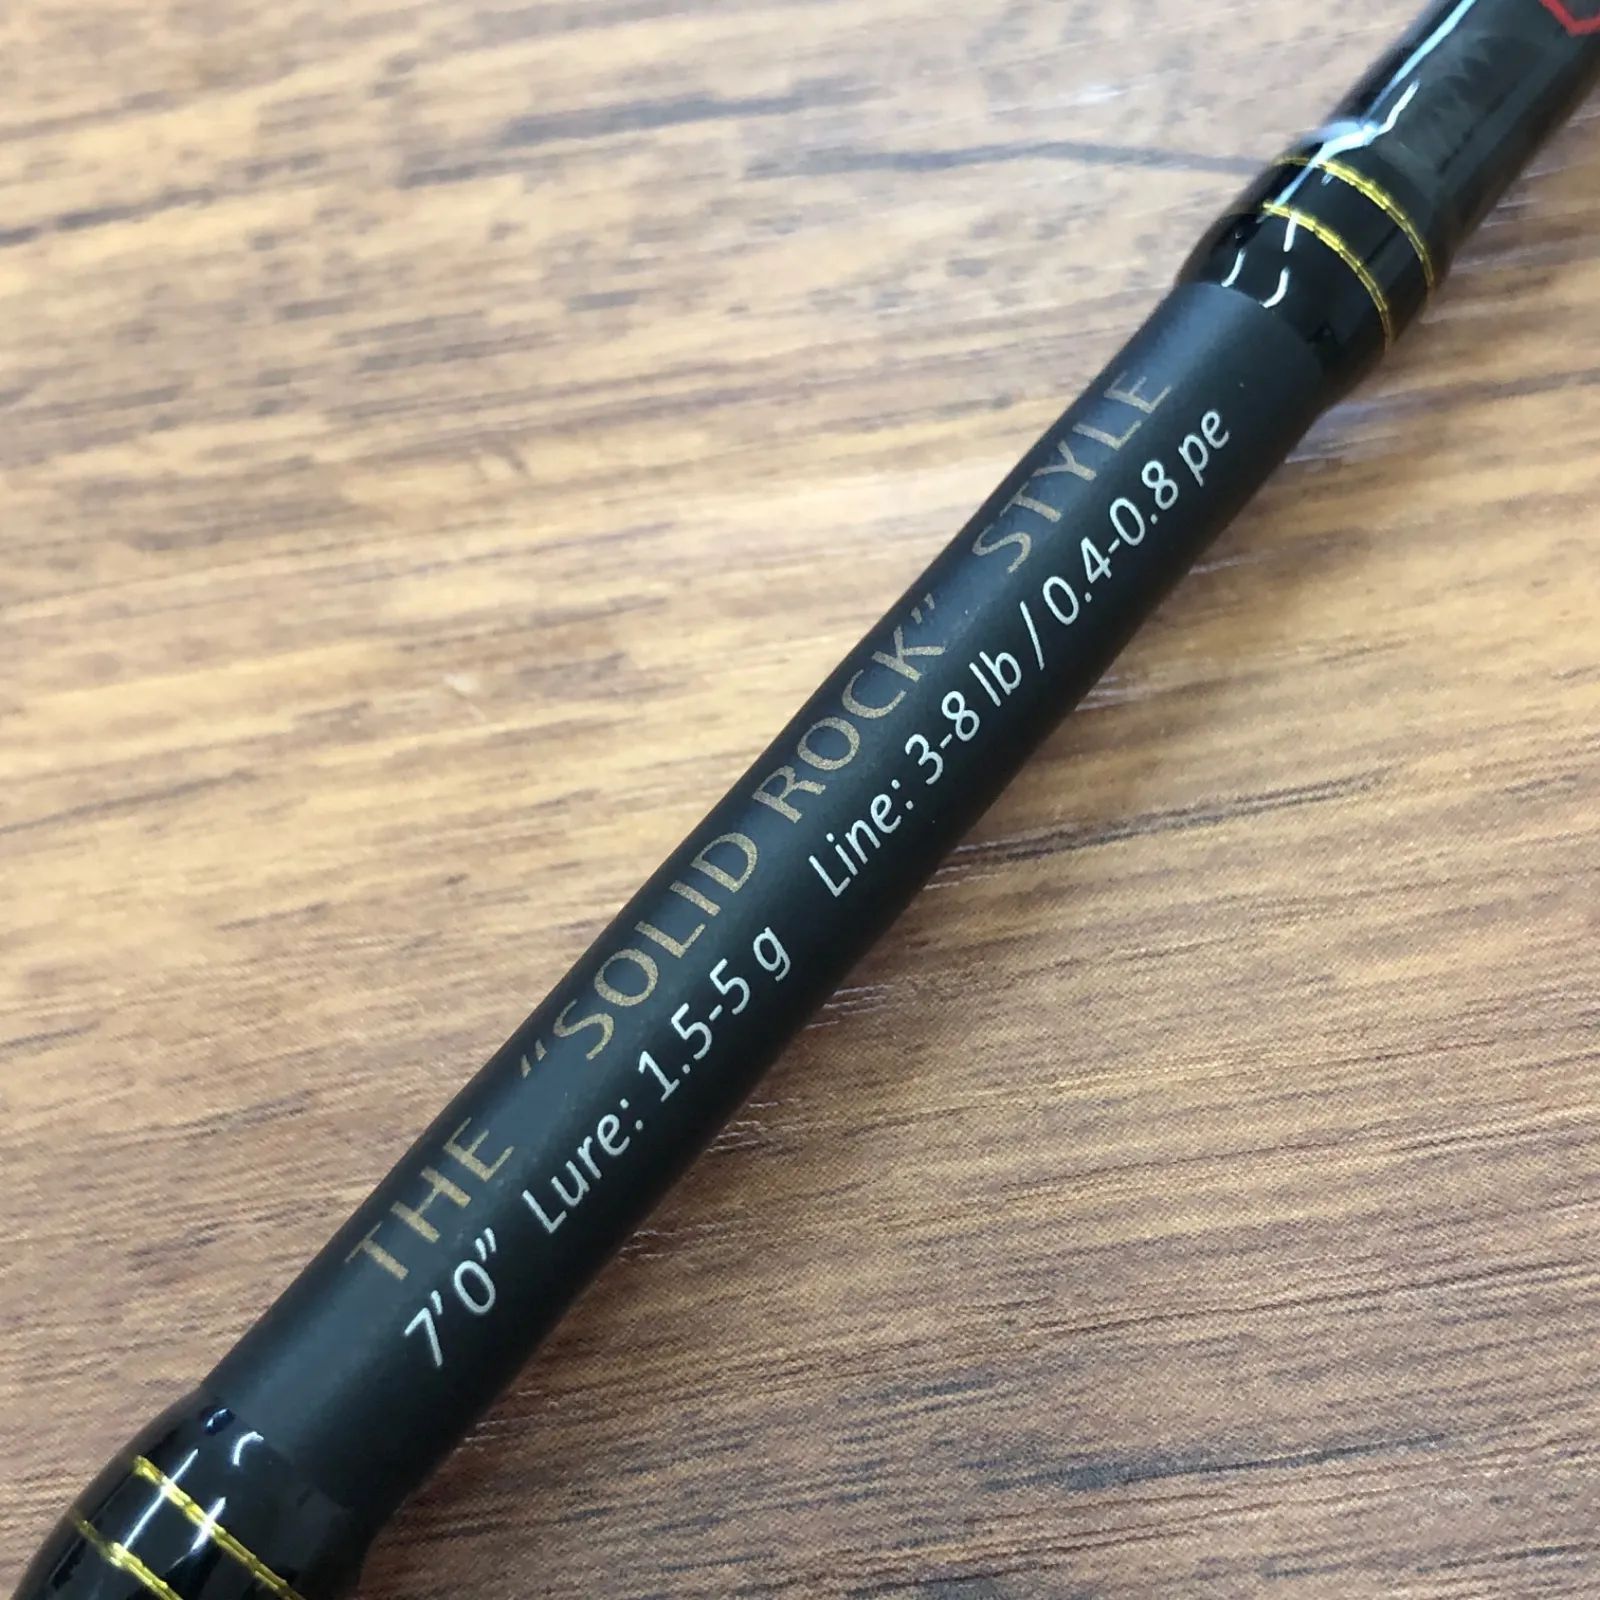 THE “SOLID ROCK” STYLE
7’0” Lure: 1.5-5 g Line: 3-8 lb / 0.4-0.8 pe